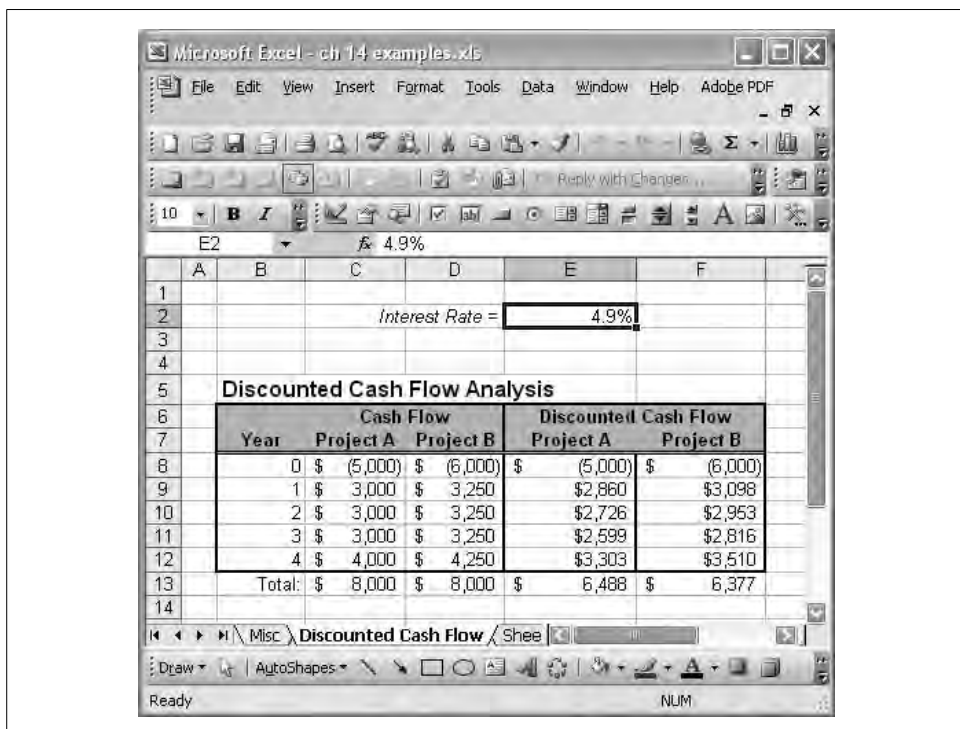 Microsoft Excel - ch 14 examples.xls
File Edit View Insert Format Tools Data Window Help Adobe PDF
Reply with Changes...
10 B I A
E2 fx 4.9%
A B C D E F
1
2 Interest Rate = 4.9%
3
4
5 Discounted Cash Flow Analysis
6 Cash Flow Discounted Cash Flow
7 Year Project A Project B Project A Project B
8 0 $ (5,000) $ (6,000) $ (5,000) $ (6,000)
9 1 $ 3,000 $ 3,250 $2,860 $3,098
10 2 $ 3,000 $ 3,250 $2,726 $2,953
11 3 $ 3,000 $ 3,250 $2,599 $2,816
12 4 $ 4,000 $ 4,250 $3,303 $3,510
13 Total: $ 8,000 $ 8,000 $ 6,488 $ 6,377
14
Misc Discounted Cash Flow Shee
Draw AutoShapes A
Ready NUM